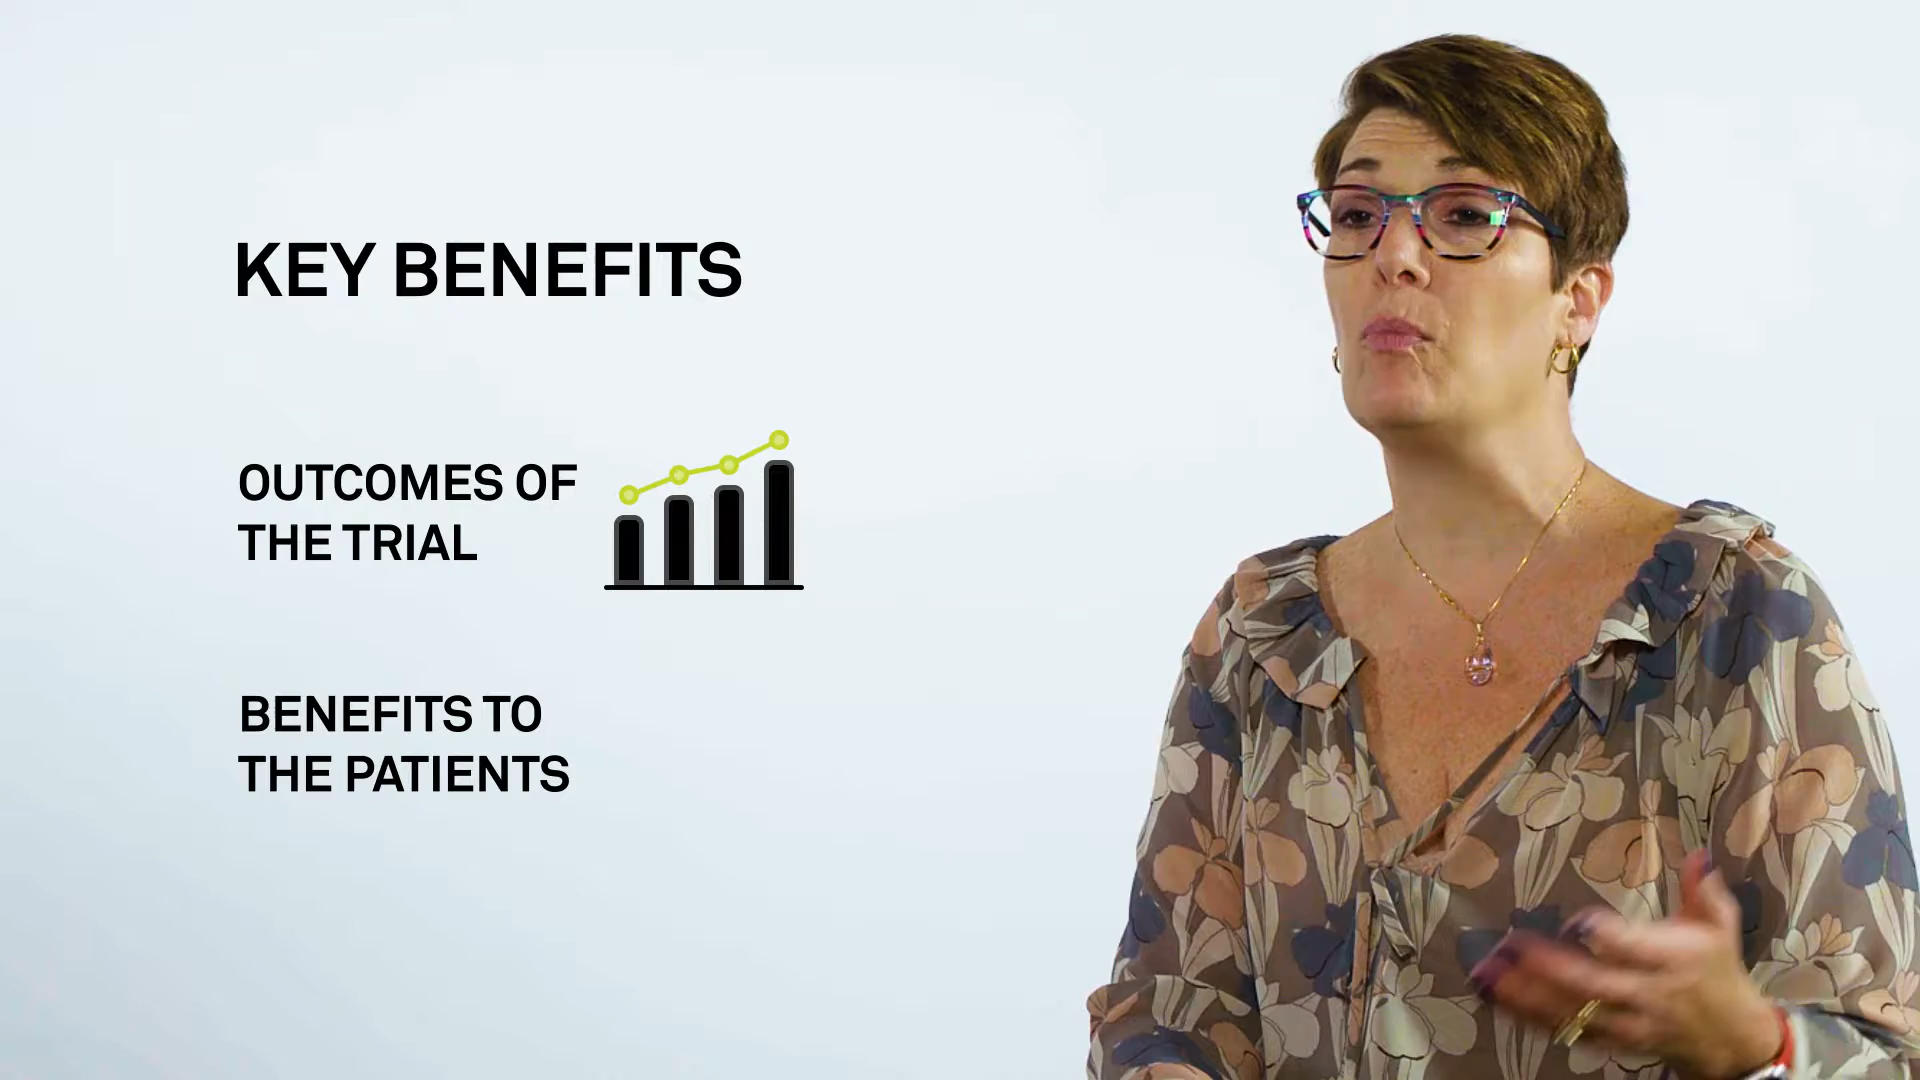 KEY BENEFITS
OUTCOMES OF
THE TRIAL
BENEFITS TO
THE PATIENTS